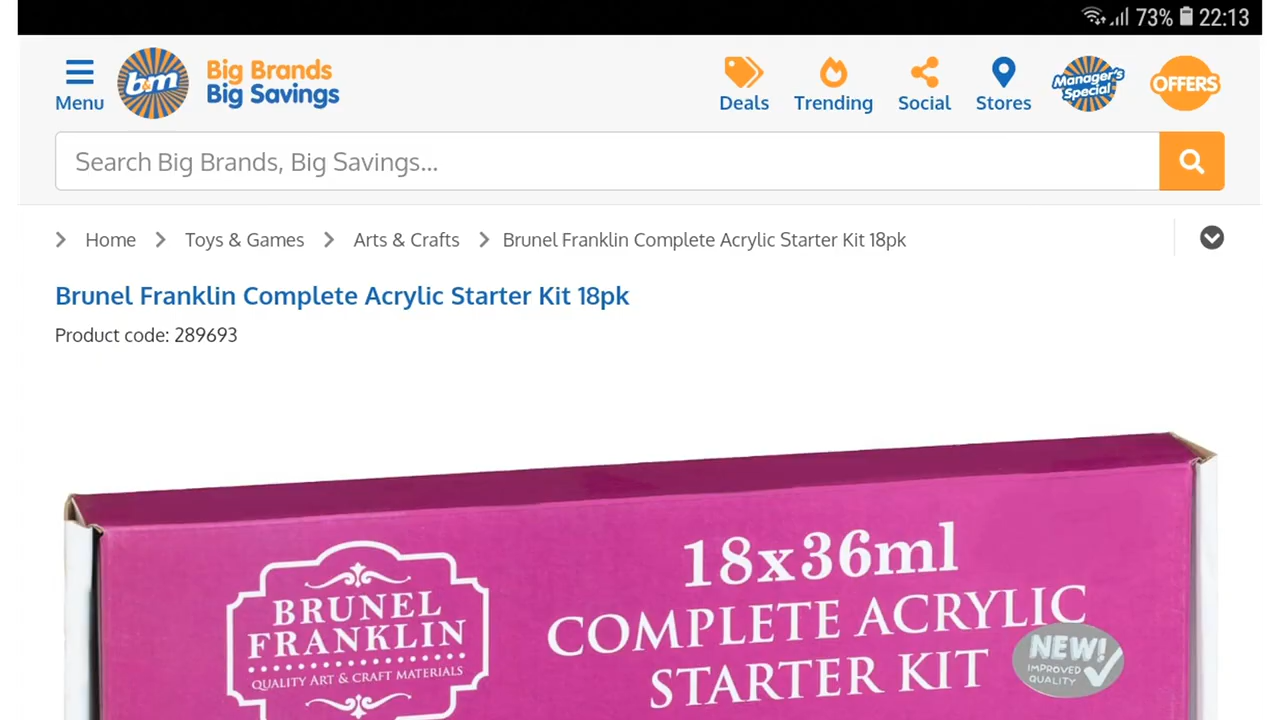 73% 22:13
Menu
b&m
Big Brands
Big Savings
Deals
Trending
Social
Stores
Manager's
Special
OFFERS
Search Big Brands, Big Savings...
Home
Toys & Games
Arts & Crafts
Brunel Franklin Complete Acrylic Starter Kit 18pk
Brunel Franklin Complete Acrylic Starter Kit 18pk
Product code: 289693
BRUNEL
FRANKLIN
QUALITY ART & CRAFT MATERIALS
18x36ml
COMPLETE ACRYLIC
STARTER KIT
NEW!
IMPROVED
QUALITY